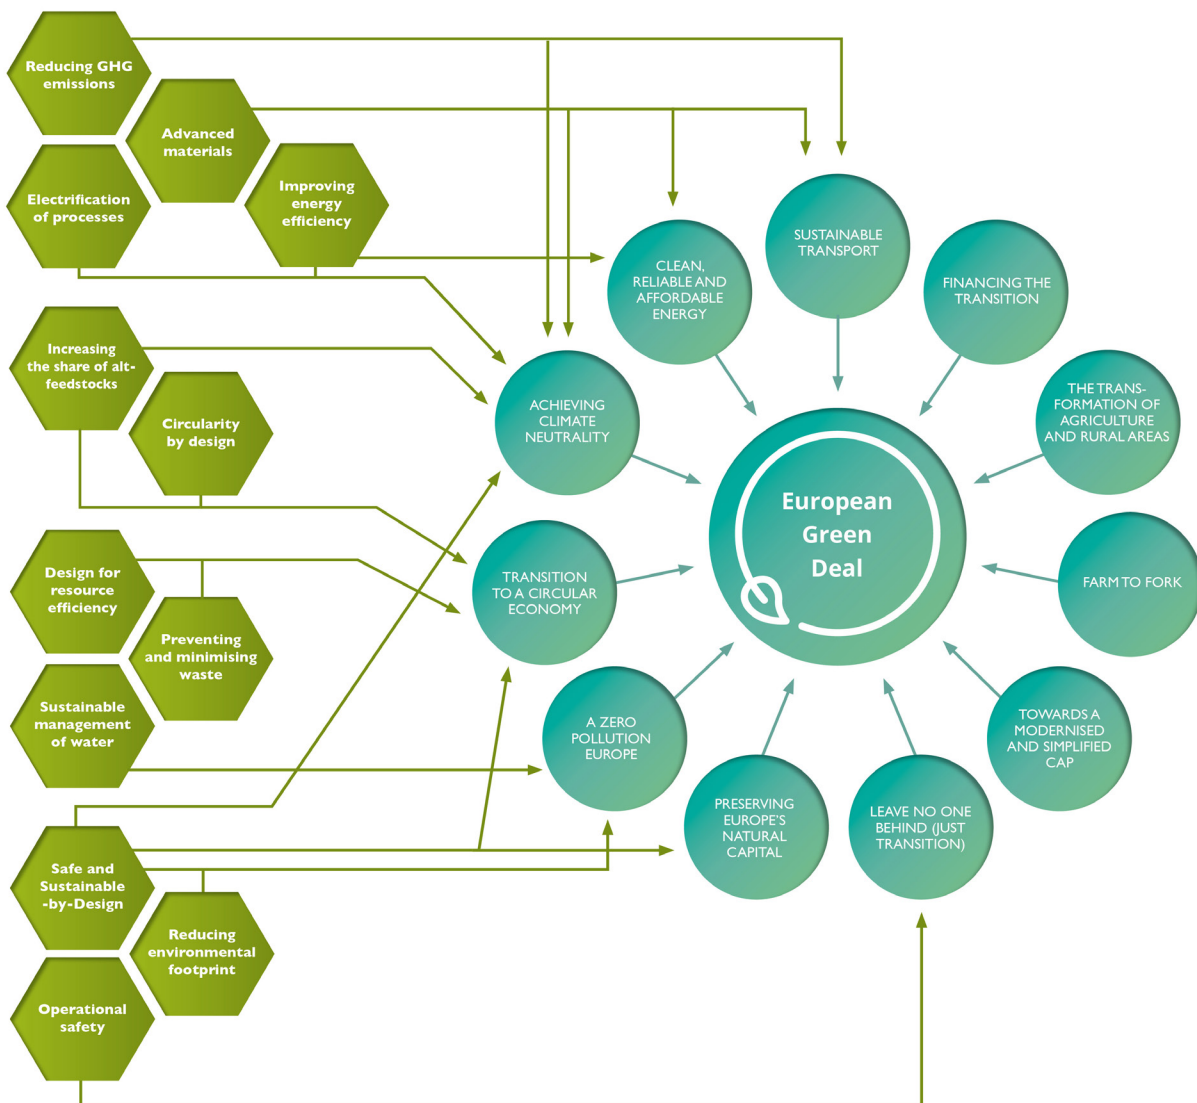 Reducing GHG
emissions
Advanced
materials
Electrification
of processes
Improving
energy
efficiency
Increasing
the share of alt-
feedstocks
Circularity
by design
Design for
resource
efficiency
Preventing
and minimising
waste
Sustainable
management
of water
Safe and
Sustainable
-by-Design
Reducing
environmental
footprint
Operational
safety
SUSTAINABLE
TRANSPORT
CLEAN,
RELIABLE AND
AFFORDABLE
ENERGY
FINANCING THE
TRANSITION
ACHIEVING
CLIMATE
NEUTRALITY
THE TRANS-
FORMATION OF
AGRICULTURE
AND RURAL AREAS
European
Green
Deal
TRANSITION
TO A CIRCULAR
ECONOMY
FARM TO FORK
A ZERO
POLLUTION
EUROPE
TOWARDS A
MODERNISED
AND SIMPLIFIED
CAP
PRESERVING
EUROPE'S
NATURAL
CAPITAL
LEAVE NO ONE
BEHIND (JUST
TRANSITION)